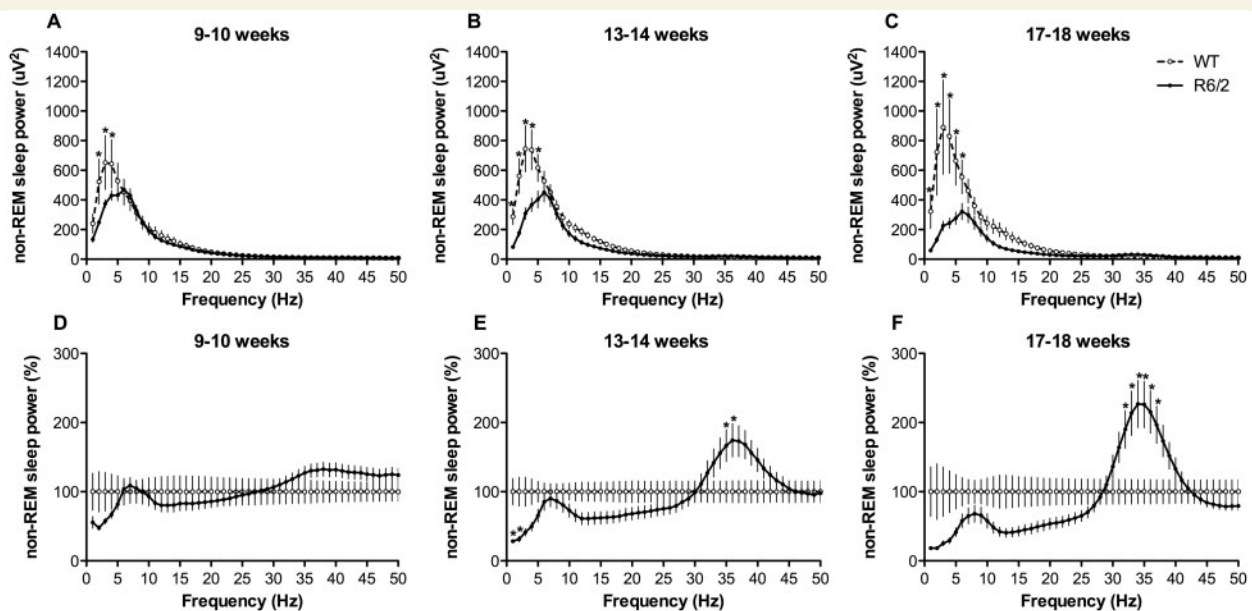 A
9-10 weeks
non-REM sleep power (uV²)
1400
1200
1000
800
600
400
200
0
0 5 10 15 20 25 30 35 40 45 50
Frequency (Hz)
* * *
B
13-14 weeks
non-REM sleep power (uV²)
1400
1200
1000
800
600
400
200
0
0 5 10 15 20 25 30 35 40 45 50
Frequency (Hz)
* * * * *
C
17-18 weeks
non-REM sleep power (uV²)
1400
1200
1000
800
600
400
200
0
0 5 10 15 20 25 30 35 40 45 50
Frequency (Hz)
* * * * * *
WT
R6/2
D
9-10 weeks
non-REM sleep power (%)
300
200
100
0
0 5 10 15 20 25 30 35 40 45 50
Frequency (Hz)
E
13-14 weeks
non-REM sleep power (%)
300
200
100
0
0 5 10 15 20 25 30 35 40 45 50
Frequency (Hz)
* * * *
F
17-18 weeks
non-REM sleep power (%)
300
200
100
0
0 5 10 15 20 25 30 35 40 45 50
Frequency (Hz)
* * * * * *